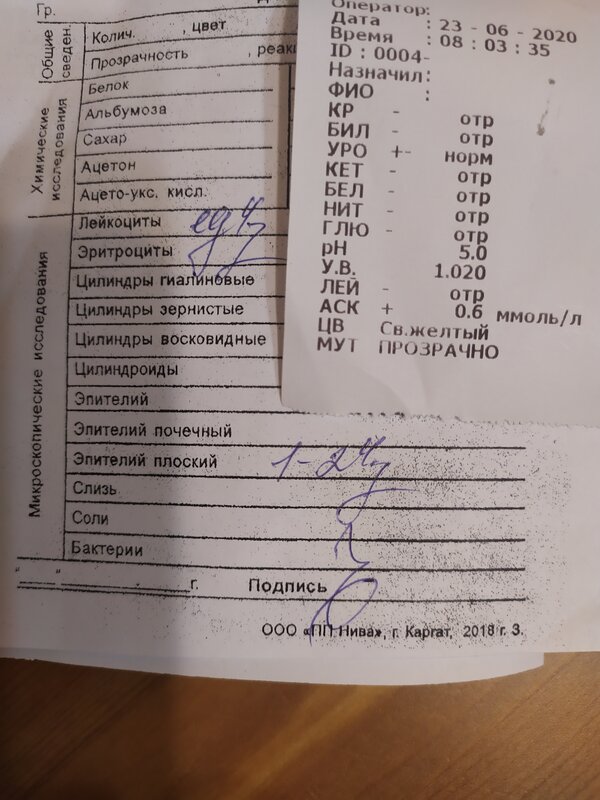 Гр.
Общие сведен.
Колич. , цвет
Прозрачность , реак
Химические исследования
Белок
Альбумоза
Сахар
Ацетон
Ацето-укс. кисл.
Микроскопические исследования
Лейкоциты ед ч/з
Эритроциты
Цилиндры гиалиновые
Цилиндры зернистые
Цилиндры восковидные
Цилиндроиды
Эпителий
Эпителий почечный
Эпителий плоский 1-2 ч/з
Слизь
Соли
Бактерии
" " г. Подпись
ООО «ПП Нива», г. Каргат, 2018 г. З.
Оператор:
Дата : 23 - 06 - 2020
Время : 08 : 03 : 35
ID : 0004-
Назначил:
ФИО :
КР - отр
БИЛ - отр
УРО +- норм
КЕТ - отр
БЕЛ - отр
НИТ - отр
ГЛЮ - отр
pH 5.0
У.В. 1.020
ЛЕЙ - отр
АСК + 0.6 ммоль/л
ЦВ Св.желтый
МУТ ПРОЗРАЧНО